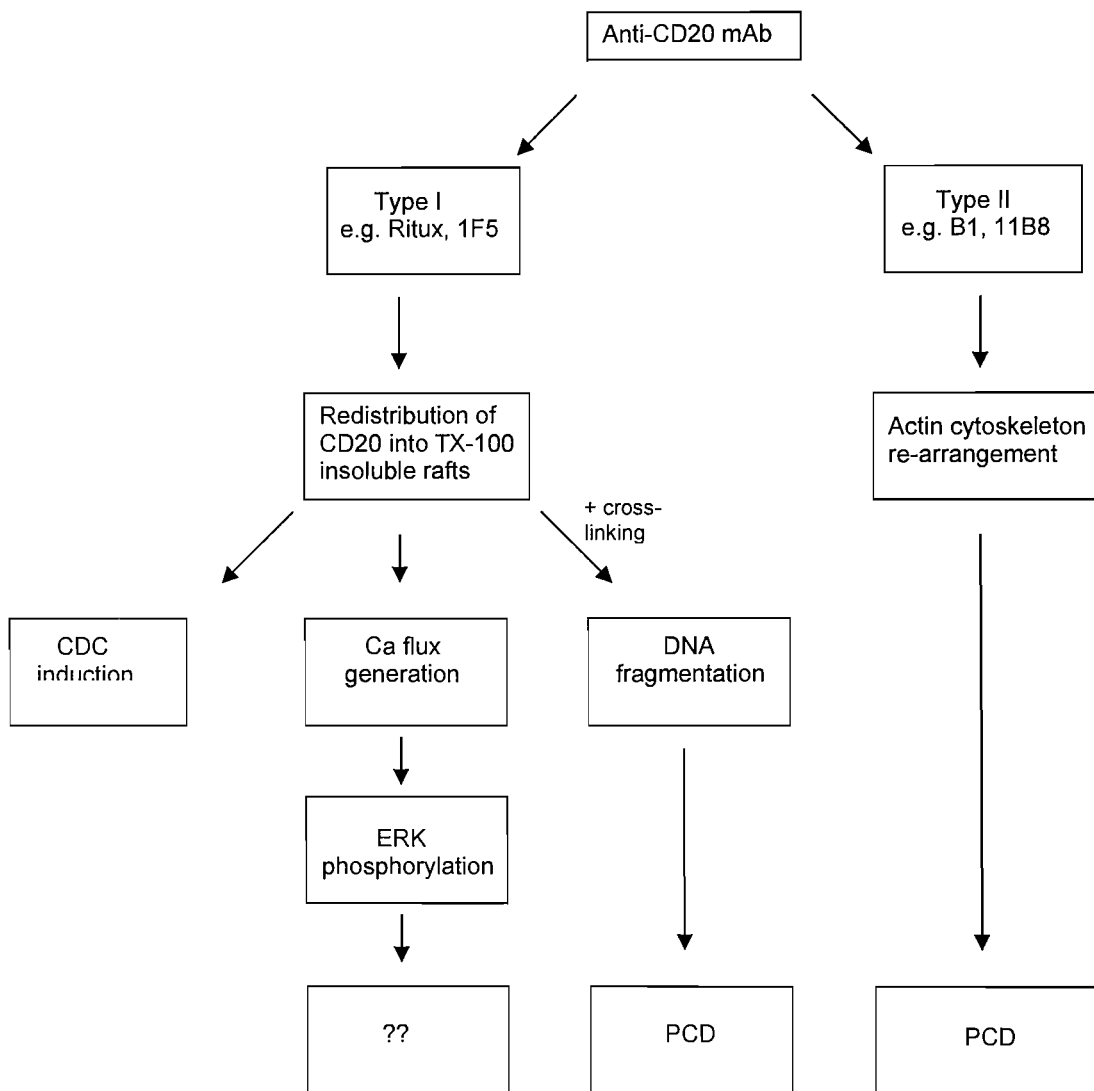 Anti-CD20 mAb
Type I
e.g. Ritux, 1F5
Type II
e.g. B1, 11B8
Redistribution of
CD20 into TX-100
insoluble rafts
Actin cytoskeleton
re-arrangement
+ cross-
linking
CDC
induction
Ca flux
generation
DNA
fragmentation
ERK
phosphorylation
??
PCD
PCD